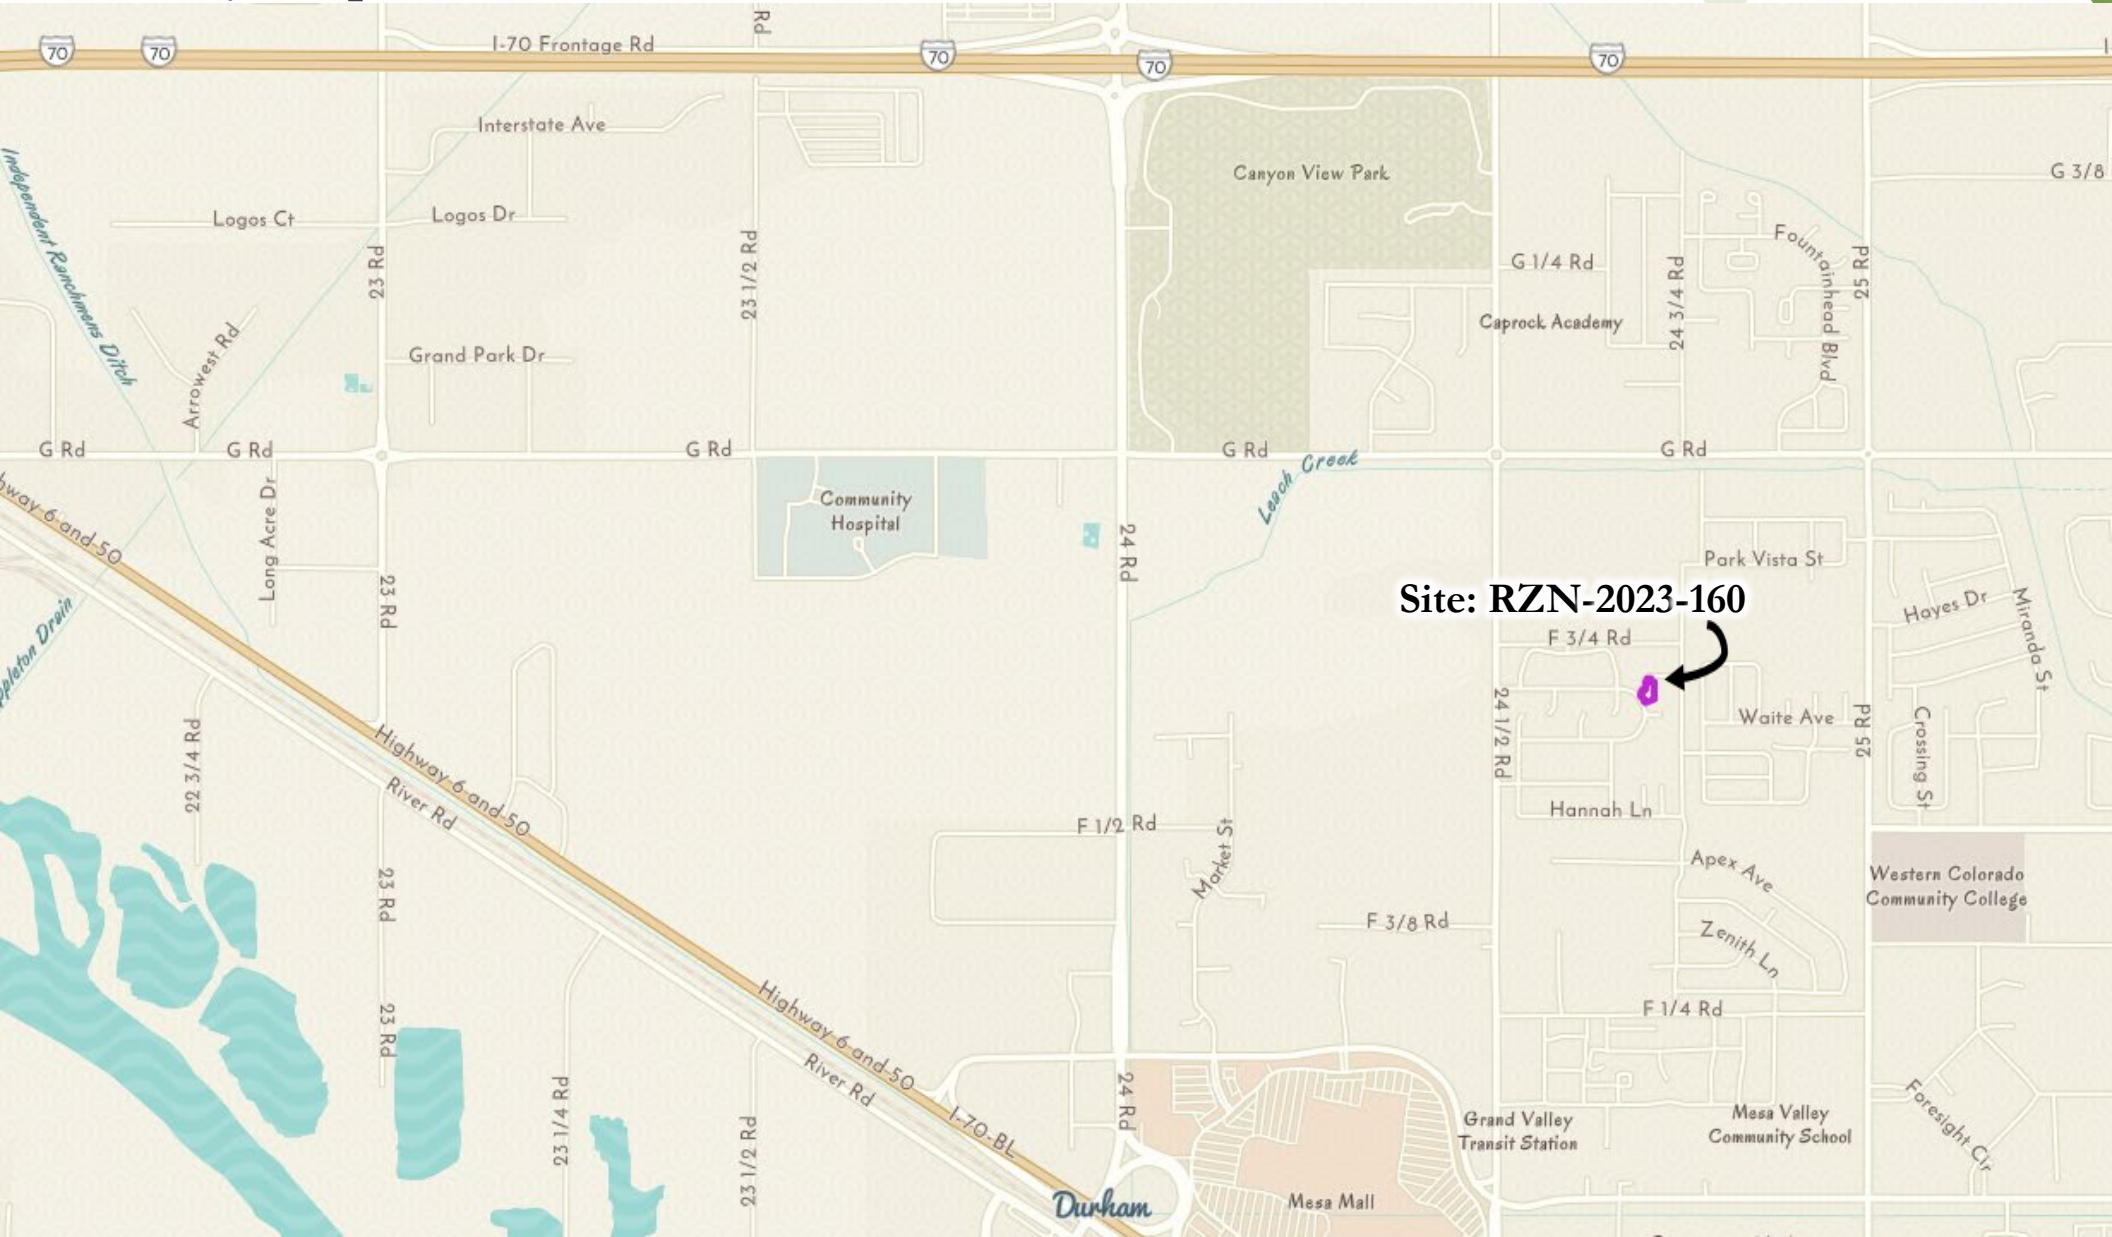 70
70
I-70 Frontage Rd
Rd
70
70
70
Interstate Ave
Independent Ranchmens Ditch
Canyon View Park
G 3/8
Logos Ct
Logos Dr
23 Rd
23 1/2 Rd
G 1/4 Rd
24 3/4 Rd
Fountainhead Blvd
25 Rd
Caprock Academy
Arrowest Rd
Grand Park Dr
G Rd
G Rd
G Rd
G Rd
G Rd
Leach Creek
hway 6 and 50
Long Acre Dr
Community
Hospital
24 Rd
Park Vista St
23 Rd
Site: RZN-2023-160
Hayes Dr
Miranda St
ppleton Drain
F 3/4 Rd
24 1/2 Rd
Waite Ave
25 Rd
Crossing St
22 3/4 Rd
Highway 6 and 50
River Rd
Hannah Ln
F 1/2 Rd
Market St
Apex Ave
Western Colorado
Community College
23 Rd
F 3/8 Rd
Zenith Ln
23 Rd
Highway 6 and 50
F 1/4 Rd
River Rd
23 1/4 Rd
24 Rd
I-70-BL
23 1/2 Rd
Grand Valley
Transit Station
Mesa Valley
Community School
Foresight Cir
Durham
Mesa Mall